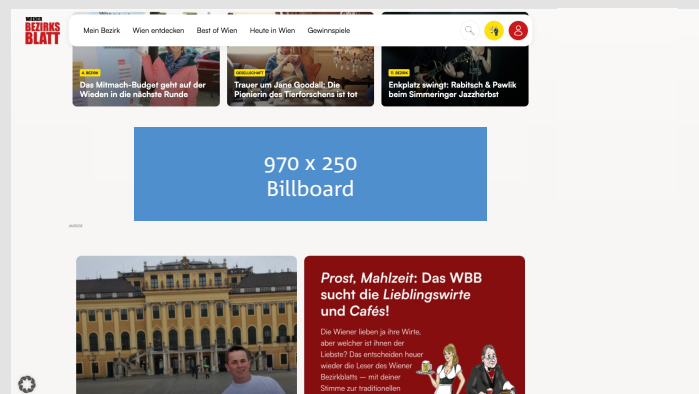 WIENER
BEZIRKS
BLATT
Mein Bezirk
Wien entdecken
Best of Wien
Heute in Wien
Gewinnspiele
4. BEZIRK
Das Mitmach-Budget geht auf der
Wieden in die nächste Runde
GESELLSCHAFT
Trauer um Jane Goodall: Die
Pionierin des Tierforschens ist tot
11. BEZIRK
Enkplatz swingt: Rabitsch & Pawlik
beim Simmeringer Jazzherbst
970 x 250
Billboard
ANZEIGE
Prost, Mahlzeit: Das WBB
sucht die Lieblingswirte
und Cafés!
Die Wiener lieben ja ihre Wirte,
aber welcher ist ihnen der
Liebste? Das entscheiden heuer
wieder die Leser des Wiener
Bezirkblatts – mit deiner
Stimme zur traditionellen